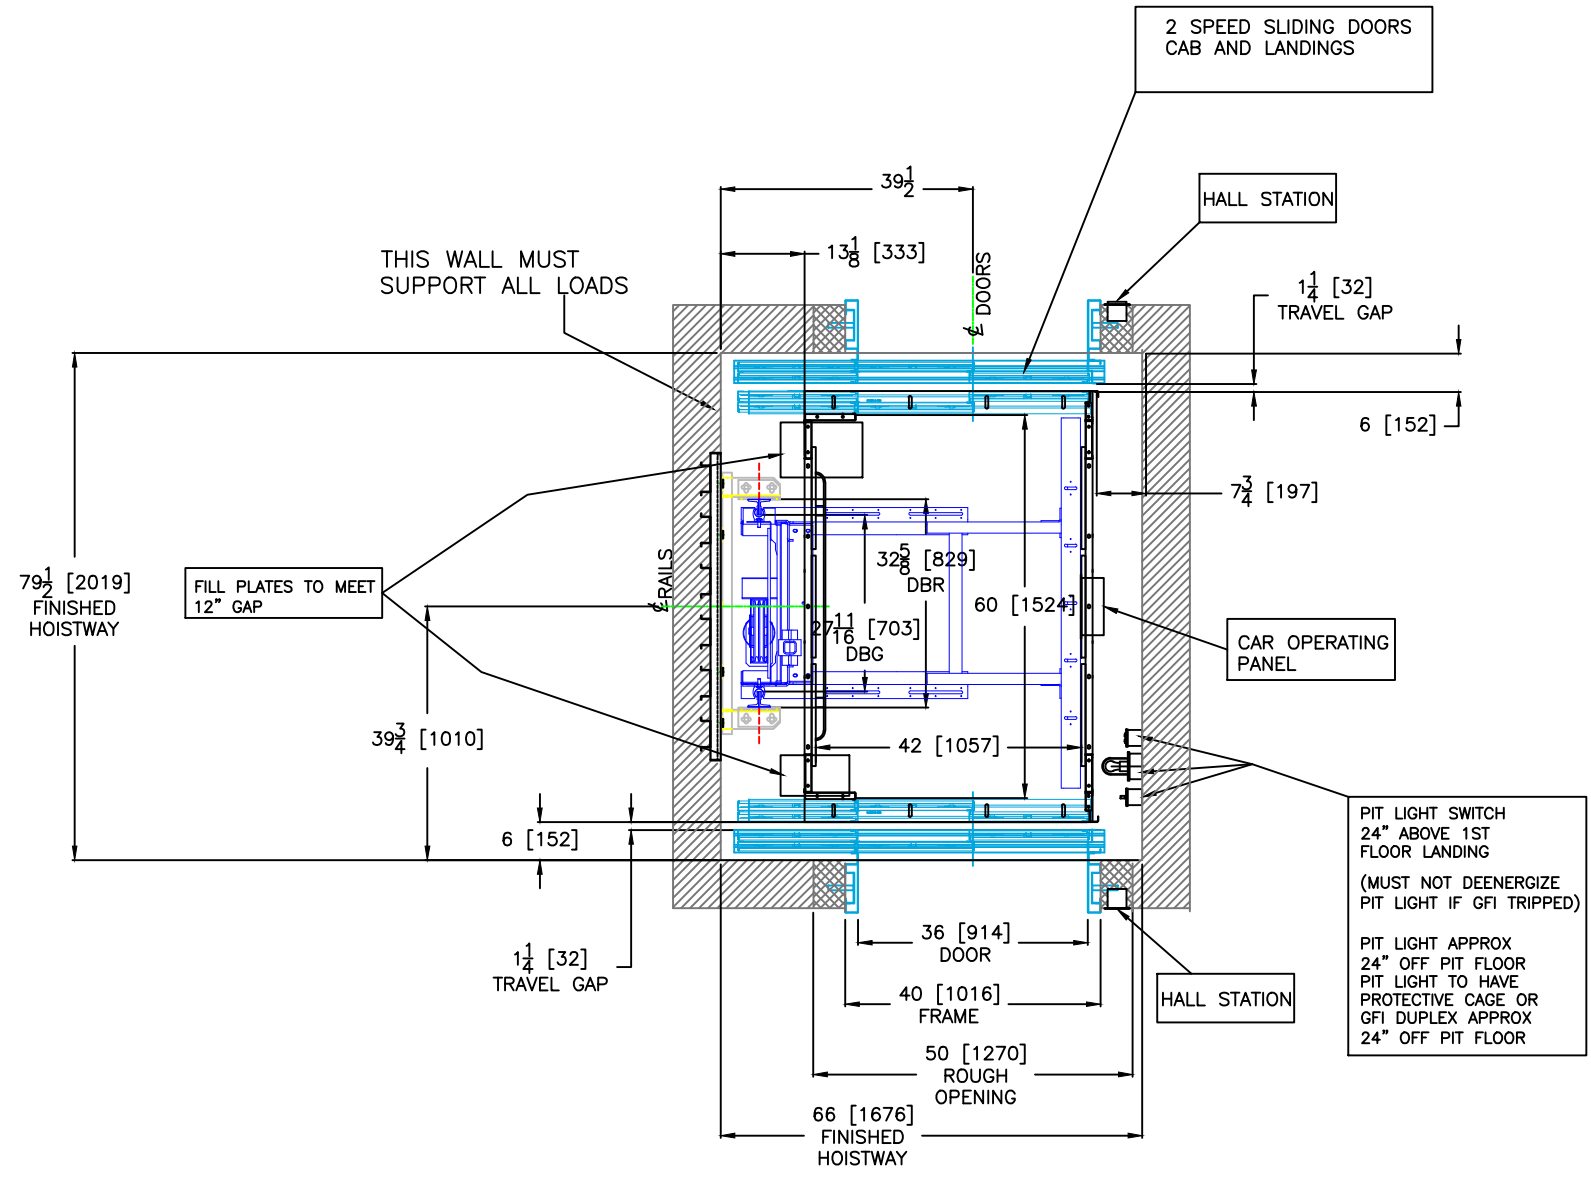 2 SPEED SLIDING DOORS
CAB AND LANDINGS
39 1/2
HALL STATION
13 1/8 [333]
THIS WALL MUST
SUPPORT ALL LOADS
℄ DOORS
1 1/4 [32]
TRAVEL GAP
6 [152]
7 3/4 [197]
32 5/8 [829]
DBR
℄ RAILS
79 1/2 [2019]
FINISHED
HOISTWAY
FILL PLATES TO MEET
12" GAP
60 [1524]
27 11/16 [703]
DBG
CAR OPERATING
PANEL
39 3/4 [1010]
42 [1057]
6 [152]
PIT LIGHT SWITCH
24" ABOVE 1ST
FLOOR LANDING
(MUST NOT DEENERGIZE
PIT LIGHT IF GFI TRIPPED)
PIT LIGHT APPROX
24" OFF PIT FLOOR
PIT LIGHT TO HAVE
PROTECTIVE CAGE OR
GFI DUPLEX APPROX
24" OFF PIT FLOOR
36 [914]
DOOR
1 1/4 [32]
TRAVEL GAP
40 [1016]
FRAME
HALL STATION
50 [1270]
ROUGH
OPENING
66 [1676]
FINISHED
HOISTWAY